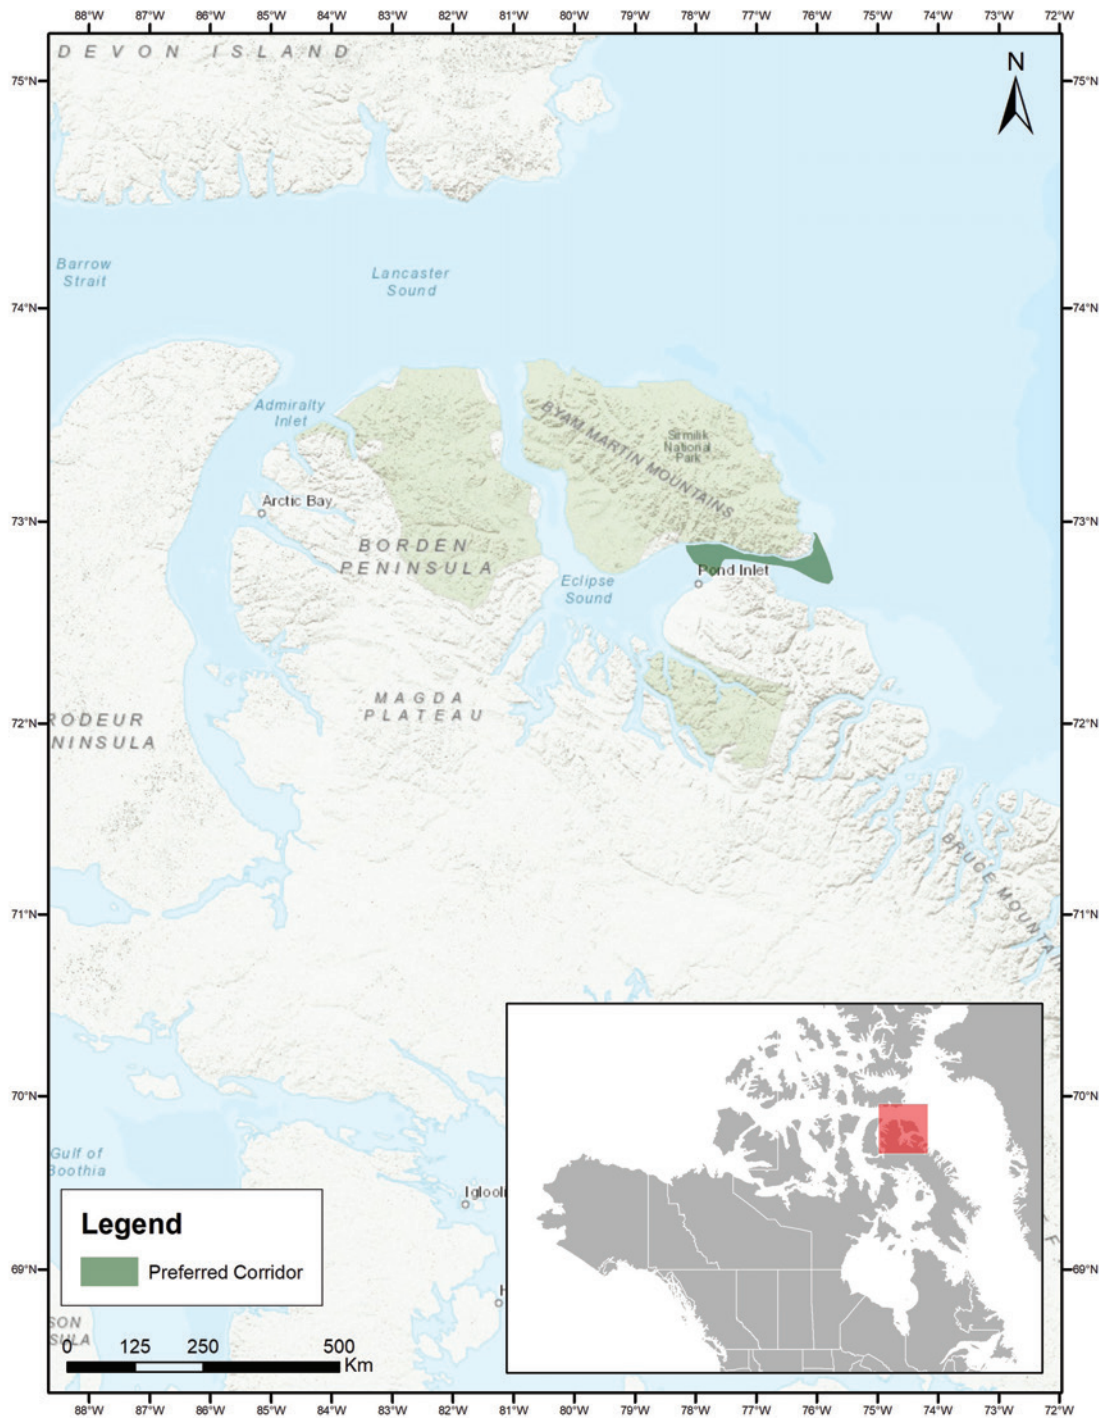 88°W 87°W 86°W 85°W 84°W 83°W 82°W 81°W 80°W 79°W 78°W 77°W 76°W 75°W 74°W 73°W 72°W
DEVON ISLAND
N
75°N 75°N
Barrow
Strait
Lancaster
Sound
74°N 74°N
Admiralty
Inlet
BYAM MARTIN MOUNTAINS
Sirmilik
National
Park
Arctic Bay
73°N 73°N
BORDEN
PENINSULA
Pond Inlet
Eclipse
Sound
MAGDA
PLATEAU
RODEUR
NINSULA
72°N 72°N
BRUCE MOUNTAIN
71°N 71°N
70°N 70°N
Gulf of
Boothia
Iglooli
Legend
Preferred Corridor
69°N 69°N
H
SON
SULA
0 125 250 500
Km
88°W 87°W 86°W 85°W 84°W 83°W 82°W 81°W 80°W 79°W 78°W 77°W 76°W 75°W 74°W 73°W 72°W